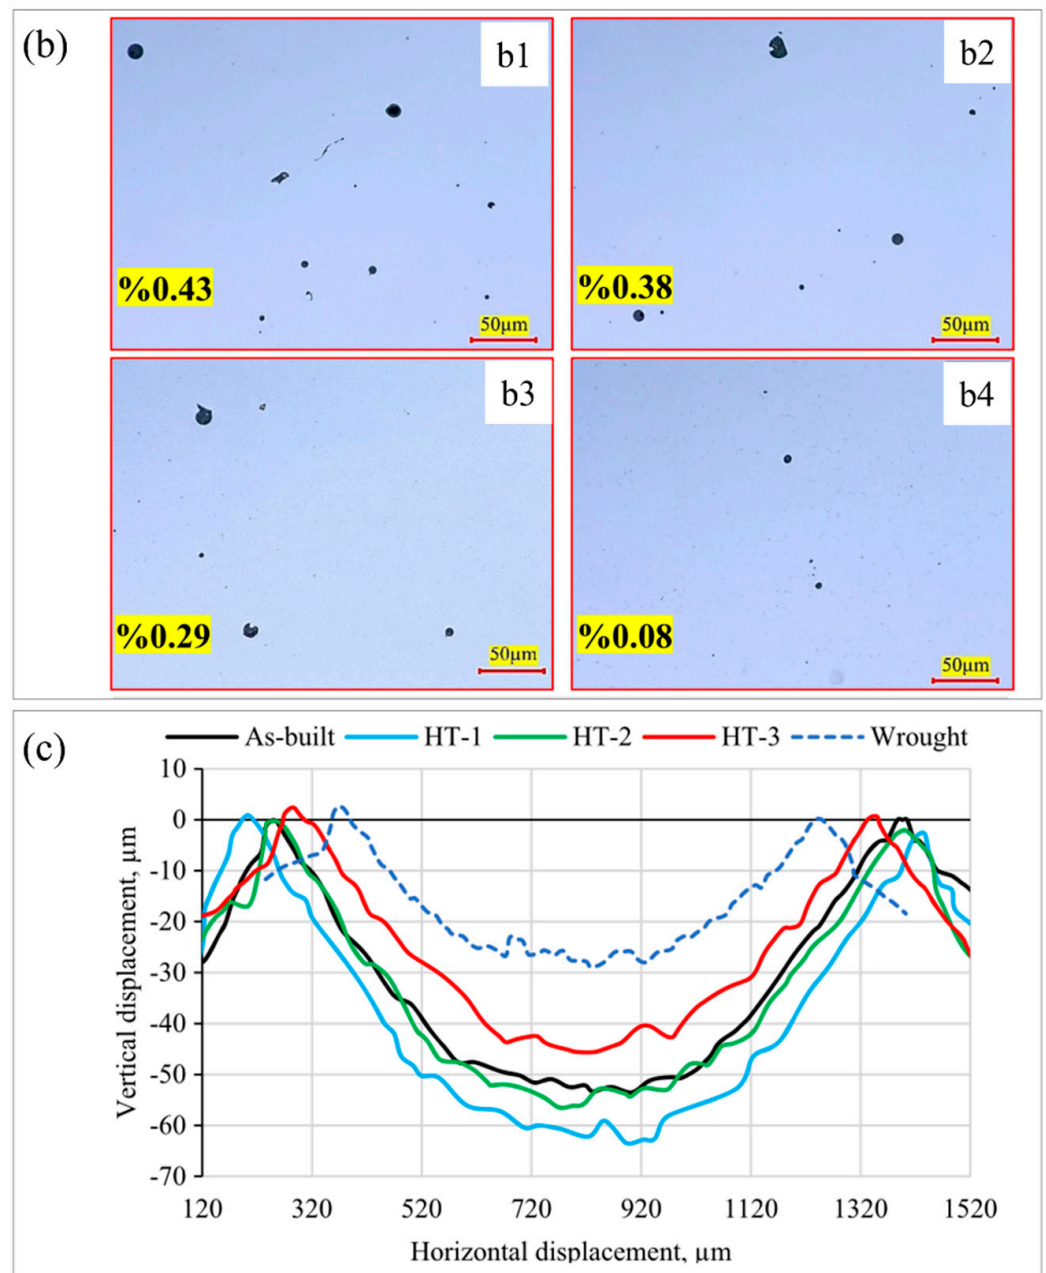 (b)
b1
b2
%0.43
50µm
%0.38
50µm
b3
b4
%0.29
50µm
%0.08
50µm
(c)
As-built HT-1 HT-2 HT-3 Wrought
10
0
-10
-20
-30
-40
-50
-60
-70
Vertical displacement, µm
120 320 520 720 920 1120 1320 1520
Horizontal displacement, µm